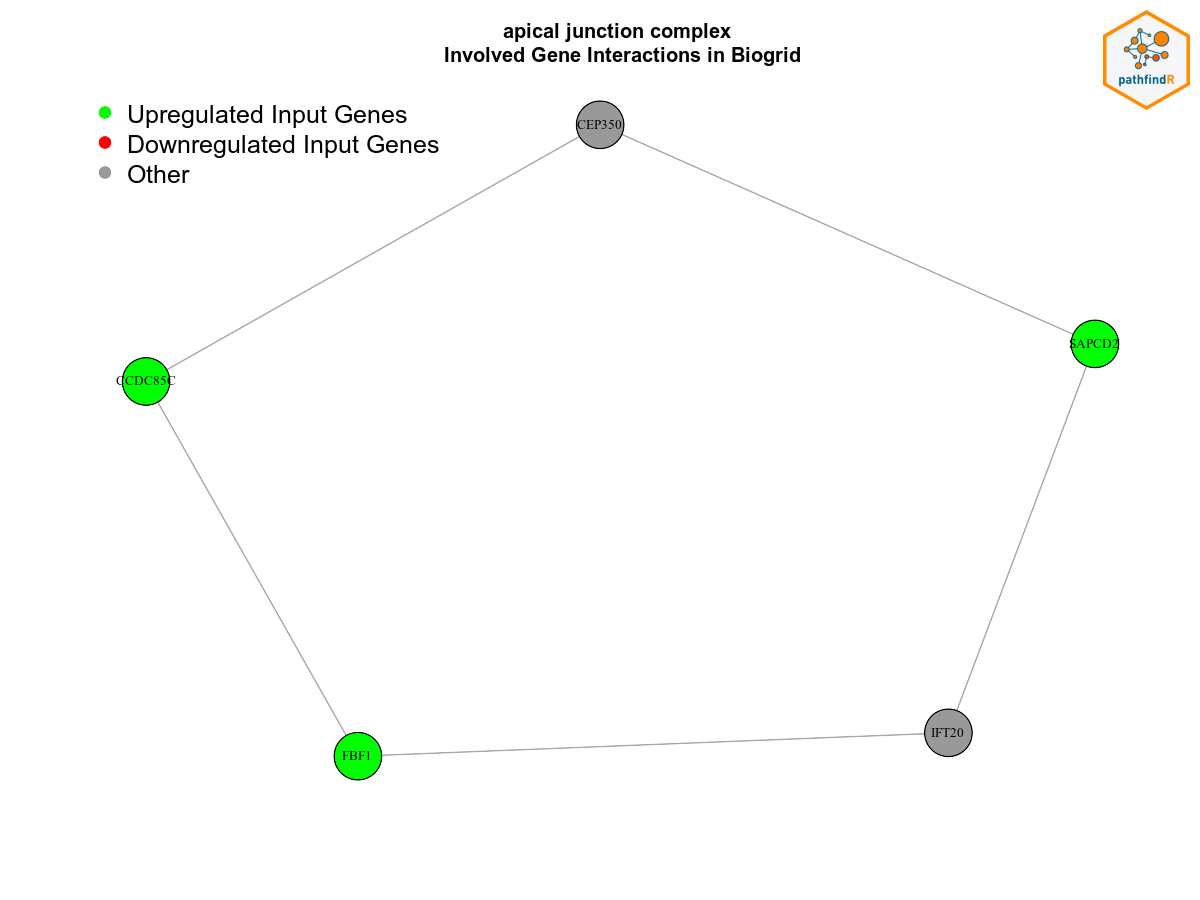 apical junction complex
Involved Gene Interactions in Biogrid
pathfindR
Upregulated Input Genes
Downregulated Input Genes
Other
CEP350
SAPCD2
CCDC85C
IFT20
FBF1